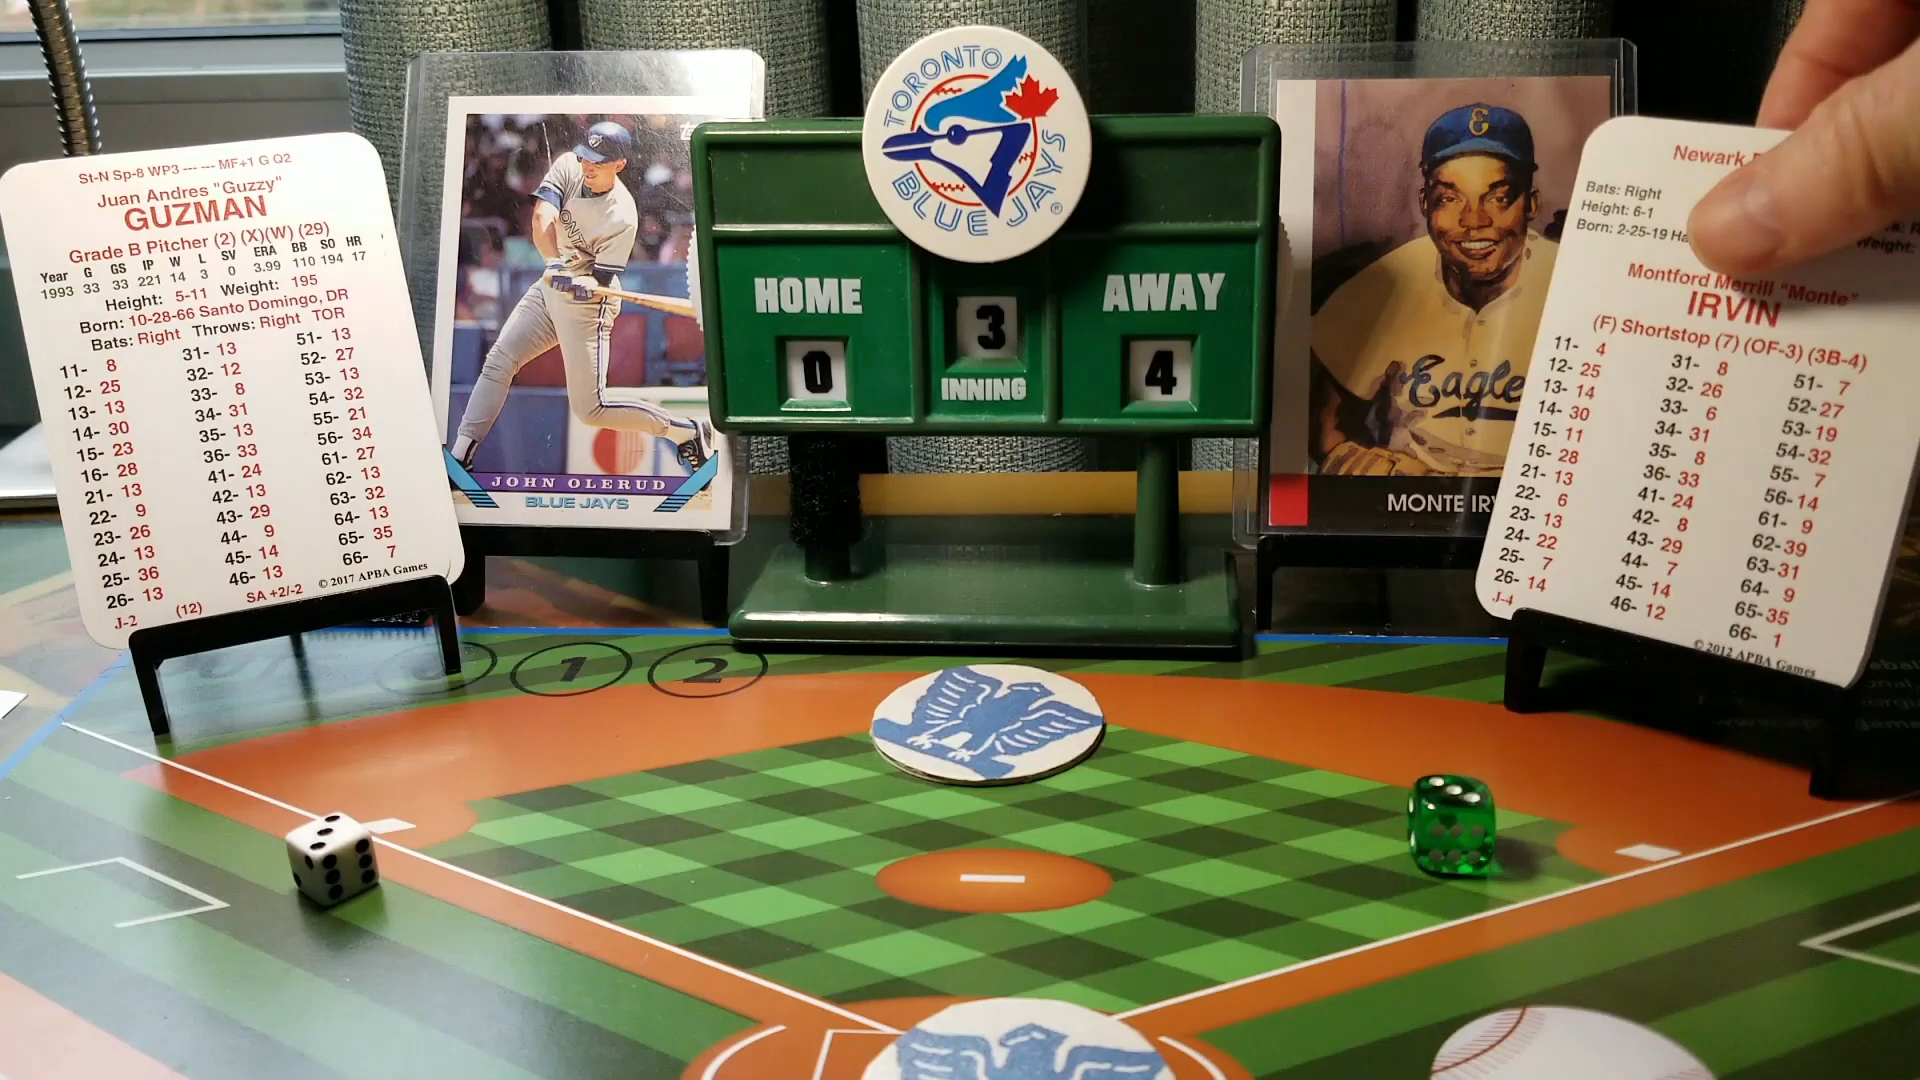 St-N Sp-8 WP3 ---- --- MF+1 G Q2
Juan Andres "Guzzy"
GUZMAN
Grade B Pitcher (2) (X)(W) (29)
Year G GS IP W L SV ERA BB SO HR
1993 33 33 221 14 3 0 3.99 110 194 17
Height: 5-11 Weight: 195
Born: 10-28-66 Santo Domingo, DR
Bats: Right Throws: Right TOR
11- 8 31- 13 51- 13
12- 25 32- 12 52- 27
13- 13 33- 8 53- 13
14- 30 34- 31 54- 32
15- 23 35- 13 55- 21
16- 28 36- 33 56- 34
21- 13 41- 24 61- 27
22- 9 42- 13 62- 13
23- 26 43- 29 63- 32
24- 13 44- 9 64- 13
25- 36 45- 14 65- 35
26- 13 46- 13 66- 7
J-2 (12) SA +2/-2 © 2017 APBA Games
JOHN OLERUD
BLUE JAYS
TORONTO
BLUE JAYS
®
HOME
0
3
INNING
AWAY
4
Eagle
MONTE IRV
Newark
Bats: Right
Height: 6-1
Born: 2-25-19 Ha
Weight:
Montford Merrill "Monte"
IRVIN
(F) Shortstop (7) (OF-3) (3B-4)
11- 4 31- 8 51- 7
12- 25 32- 26 52- 27
13- 14 33- 6 53- 19
14- 30 34- 31 54- 32
15- 11 35- 8 55- 7
16- 28 36- 33 56- 14
21- 13 41- 24 61- 9
22- 6 42- 8 62- 39
23- 13 43- 29 63- 31
24- 22 44- 7 64- 9
25- 7 45- 14 65- 35
26- 14 46- 12 66- 1
J-4 © 2012 APBA Games
1 2